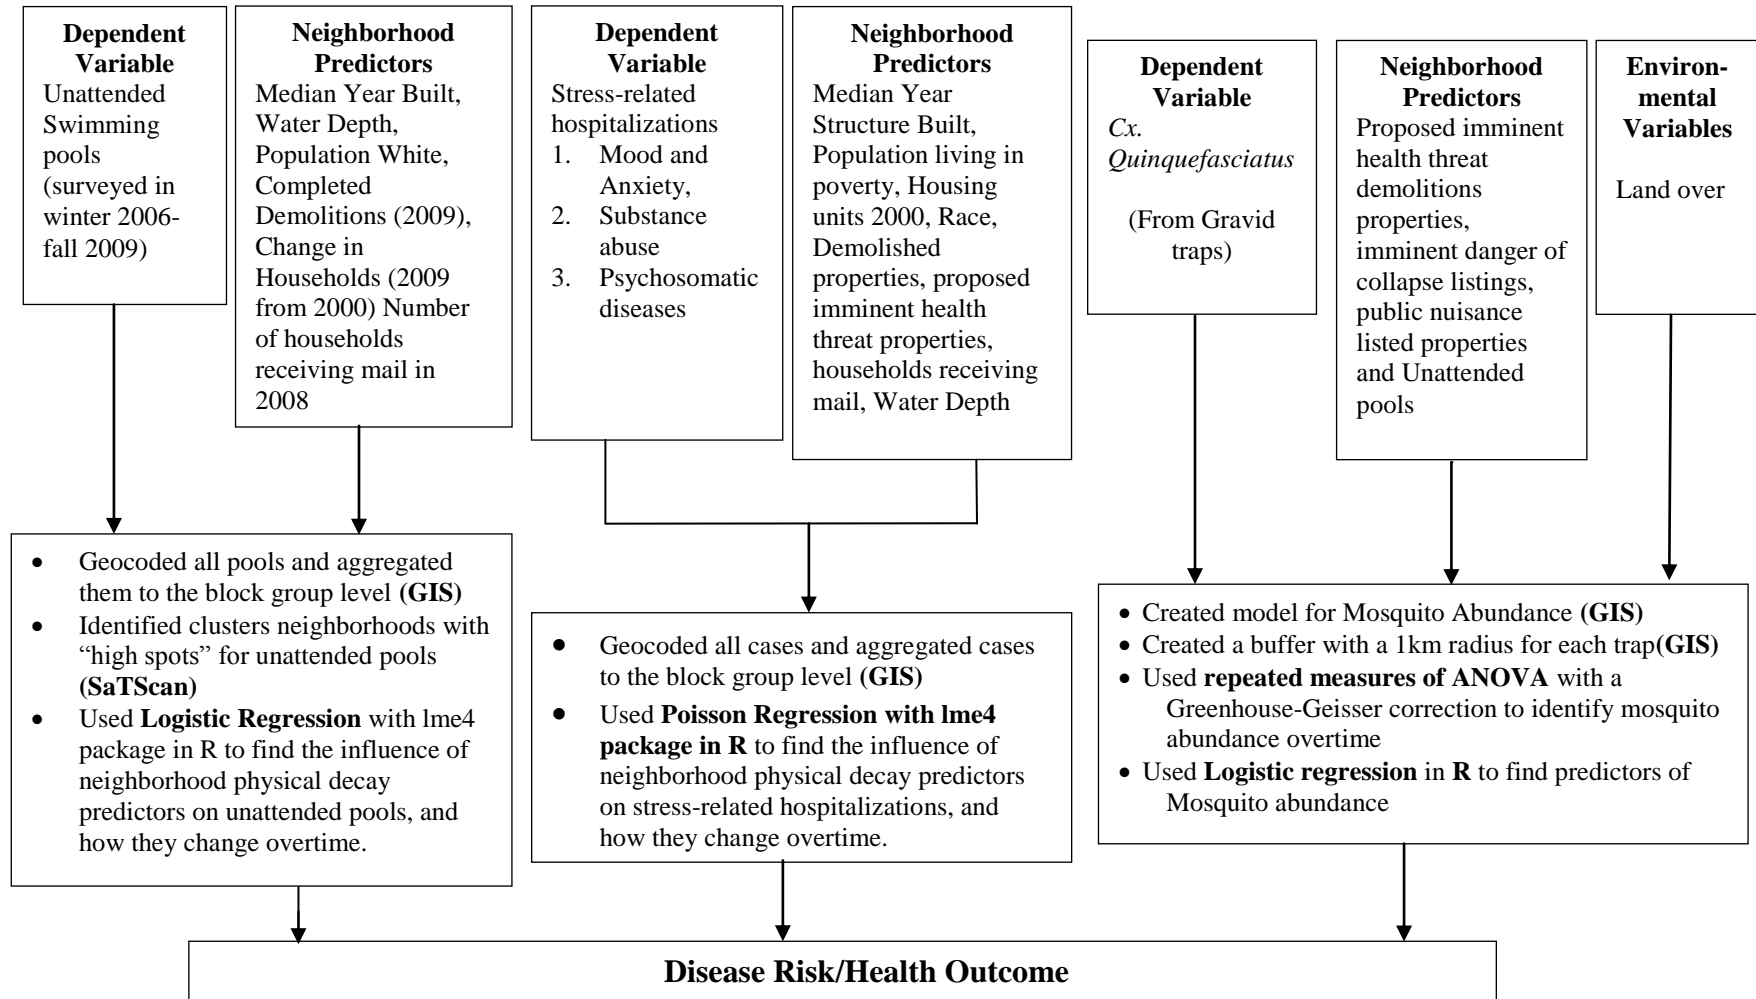 Dependent
Variable
Unattended
Swimming
pools
(surveyed in
winter 2006-
fall 2009)
Neighborhood
Predictors
Median Year Built,
Water Depth,
Population White,
Completed
Demolitions (2009),
Change in
Households (2009
from 2000) Number
of households
receiving mail in
2008
Dependent
Variable
Stress-related
hospitalizations
1. Mood and
Anxiety,
2. Substance
abuse
3. Psychosomatic
diseases
Neighborhood
Predictors
Median Year
Structure Built,
Population living in
poverty, Housing
units 2000, Race,
Demolished
properties, proposed
imminent health
threat properties,
households receiving
mail, Water Depth
Dependent
Variable
Cx.
Quinquefasciatus
(From Gravid
traps)
Neighborhood
Predictors
Proposed imminent
health threat
demolitions
properties,
imminent danger of
collapse listings,
public nuisance
listed properties
and Unattended
pools
Environ-
mental
Variables
Land over
• Geocoded all pools and aggregated
them to the block group level (GIS)
• Identified clusters neighborhoods with
“high spots” for unattended pools
(SaTScan)
• Used Logistic Regression with lme4
package in R to find the influence of
neighborhood physical decay
predictors on unattended pools, and
how they change overtime.
• Geocoded all cases and aggregated cases
to the block group level (GIS)
• Used Poisson Regression with lme4
package in R to find the influence of
neighborhood physical decay predictors
on stress-related hospitalizations, and
how they change overtime.
• Created model for Mosquito Abundance (GIS)
• Created a buffer with a 1km radius for each trap(GIS)
• Used repeated measures of ANOVA with a
Greenhouse-Geisser correction to identify mosquito
abundance overtime
• Used Logistic regression in R to find predictors of
Mosquito abundance
Disease Risk/Health Outcome